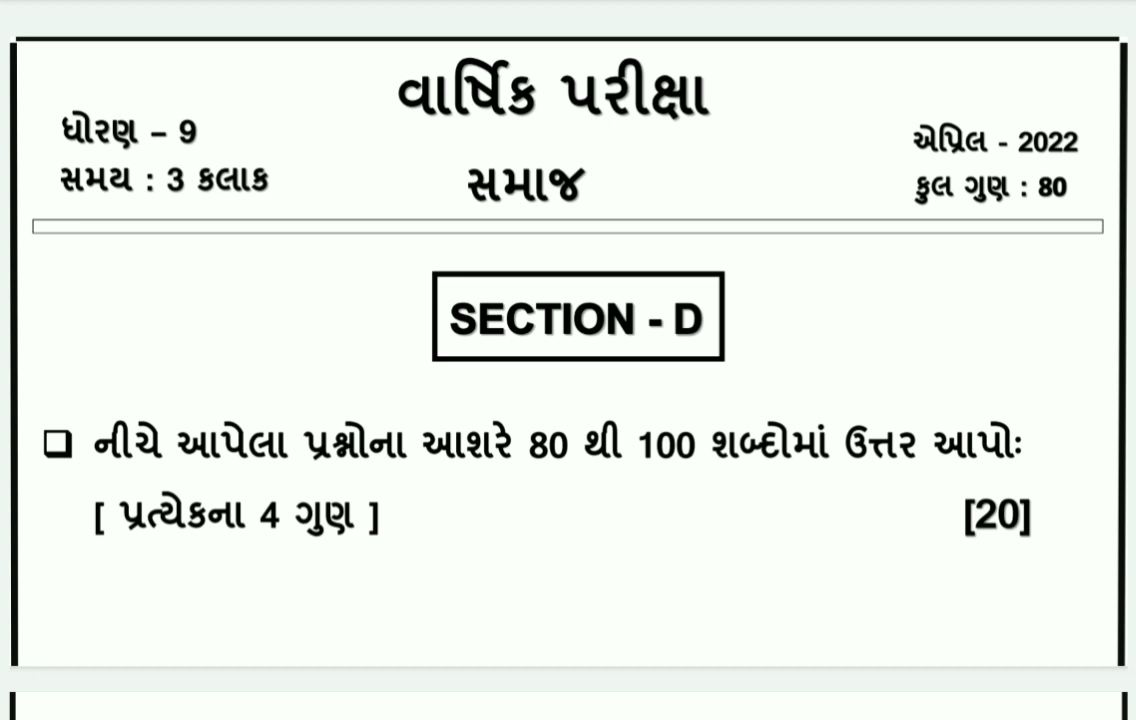 વાર્ષિક પરીક્ષા
ધોરણ – 9
એપ્રિલ - 2022
સમય : 3 કલાક
સમાજ
કુલ ગુણ : 80
SECTION - D
❑ નીચે આપેલા પ્રશ્નોના આશરે 80 થી 100 શબ્દોમાં ઉત્તર આપોઃ
[ પ્રત્યેકના 4 ગુણ ] [20]